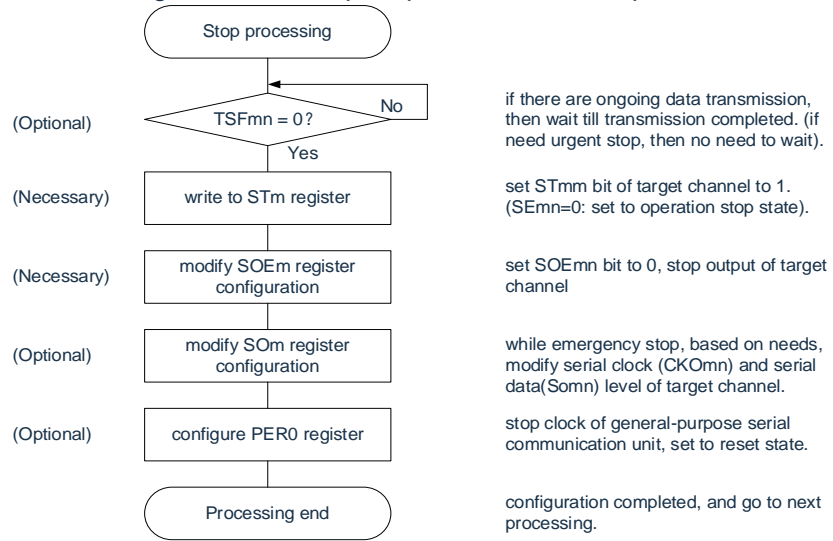 Stop processing
No
(Optional)
TSFmn = 0?
if there are ongoing data transmission,
then wait till transmission completed. (if
need urgent stop, then no need to wait).
Yes
(Necessary)
write to STm register
set STmm bit of target channel to 1.
(SEmn=0: set to operation stop state).
(Necessary)
modify SOEm register
configuration
set SOEmn bit to 0, stop output of target
channel
(Optional)
modify SOm register
configuration
while emergency stop, based on needs,
modify serial clock (CKOmn) and serial
data(Somn) level of target channel.
(Optional)
configure PER0 register
stop clock of general-purpose serial
communication unit, set to reset state.
Processing end
configuration completed, and go to next
processing.